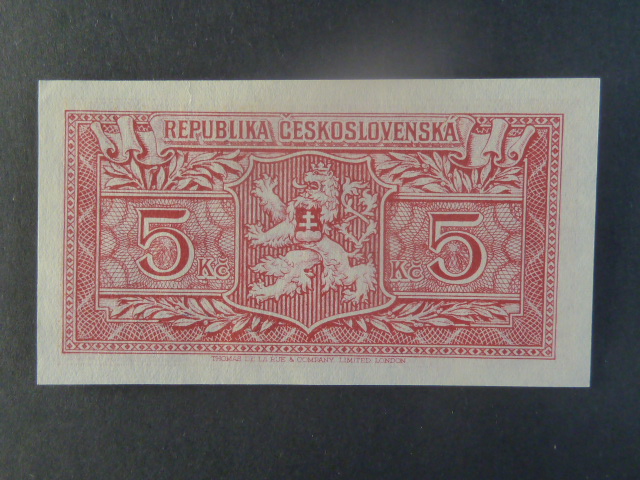 REPUBLIKA ČESKOSLOVENSKÁ
5 Kč
Kč 5
THOMAS DE LA RUE & COMPANY, LIMITED, LONDON.